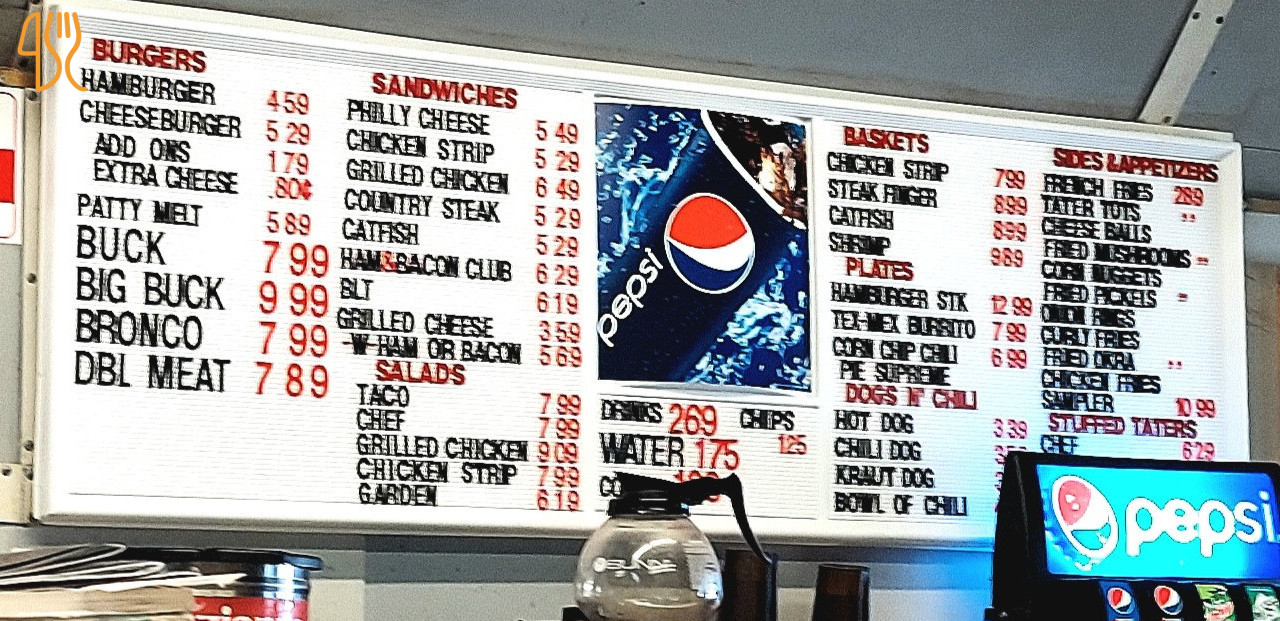 BURGERS
HAMBURGER 4 59
CHEESEBURGER 5 29
ADD ONS 1 79
EXTRA CHEESE .80¢
PATTY MELT 5 89
BUCK 7 99
BIG BUCK 9 99
BRONCO 7 99
DBL MEAT 7 89
SANDWICHES
PHILLY CHEESE 5 49
CHICKEN STRIP 5 29
GRILLED CHICKEN 6 49
COUNTRY STEAK 5 29
CATFISH 5 29
HAM&BACON CLUB 6 29
BLT 6 19
GRILLED CHEESE 3 59
W HAM OR BACON 5 69
SALADS
TACO 7 99
CHEF 7 99
GRILLED CHICKEN 9 09
CHICKEN STRIP 7 99
GARDEN 6 19
pepsi
DRINKS 2 69 CHIPS
WATER 1 75 1 25
BASKETS
CHICKEN STRIP 7 99
STEAK FINGER 8 99
CATFISH 8 99
SHRIMP 9 89
PLATES
HAMBURGER STK 12 99
TEX-MEX BURRITO 7 99
CORN CHIP CHILI 6 99
PIE SUPREME
DOGS N' CHILI
HOT DOG 3 39
CHILI DOG
KRAUT DOG
BOWL OF CHILI
SIDES &APPETIZERS
FRENCH FRIES 2 89
TATER TOTS "
CHEESE BALLS
FRIED MUSHROOMS "
CORN NUGGETS
FRIED PICKELS "
ONION RINGS
CURLY FRIES
FRIED OKRA "
CHICKEN FRIES
SAMPLER 10 99
STUFFED TATERS
CHEF 6 29
pepsi